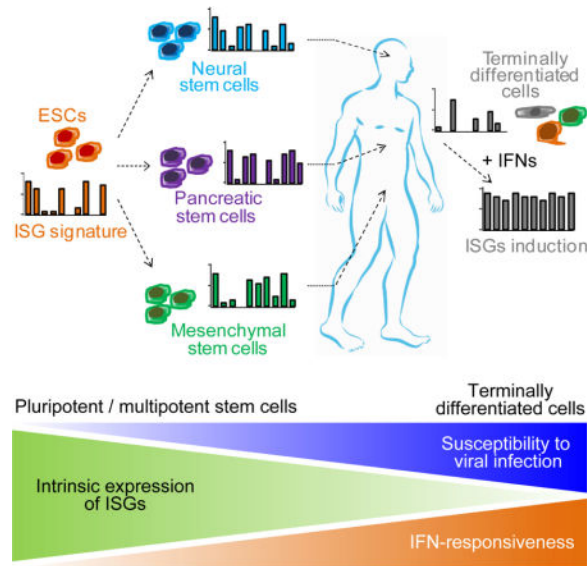 Neural
stem cells
ESCs
ISG signature
Pancreatic
stem cells
Mesenchymal
stem cells
Terminally
differentiated
cells
+ IFNs
ISGs induction
Pluripotent / multipotent stem cells
Terminally
differentiated cells
Susceptibility to
viral infection
Intrinsic expression
of ISGs
IFN-responsiveness